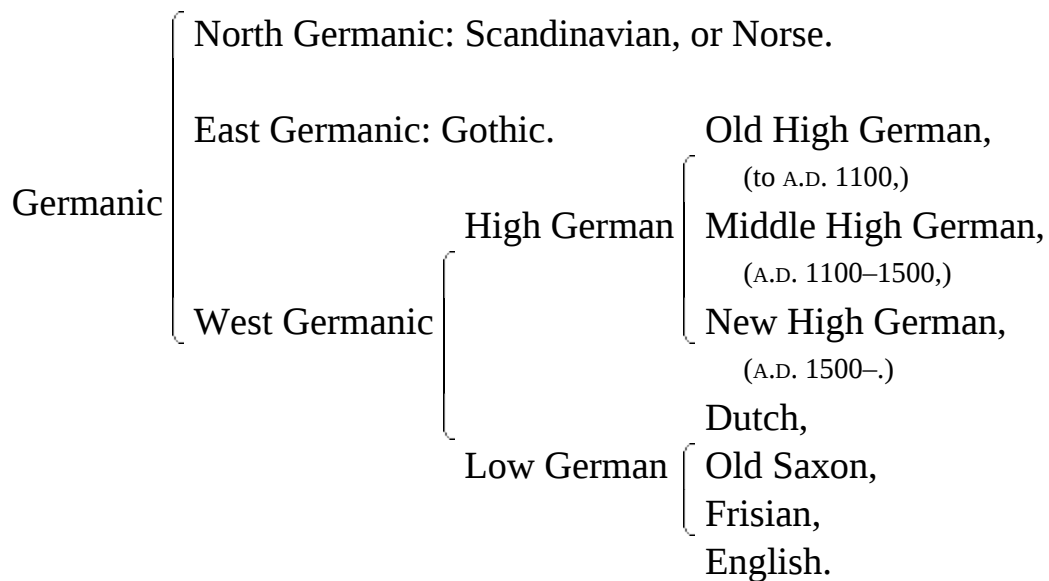 North Germanic: Scandinavian, or Norse.
East Germanic: Gothic.
Old High German,
(to A.D. 1100,)
Germanic
High German
Middle High German,
(A.D. 1100–1500,)
West Germanic
New High German,
(A.D. 1500–.)
Dutch,
Low German
Old Saxon,
Frisian,
English.